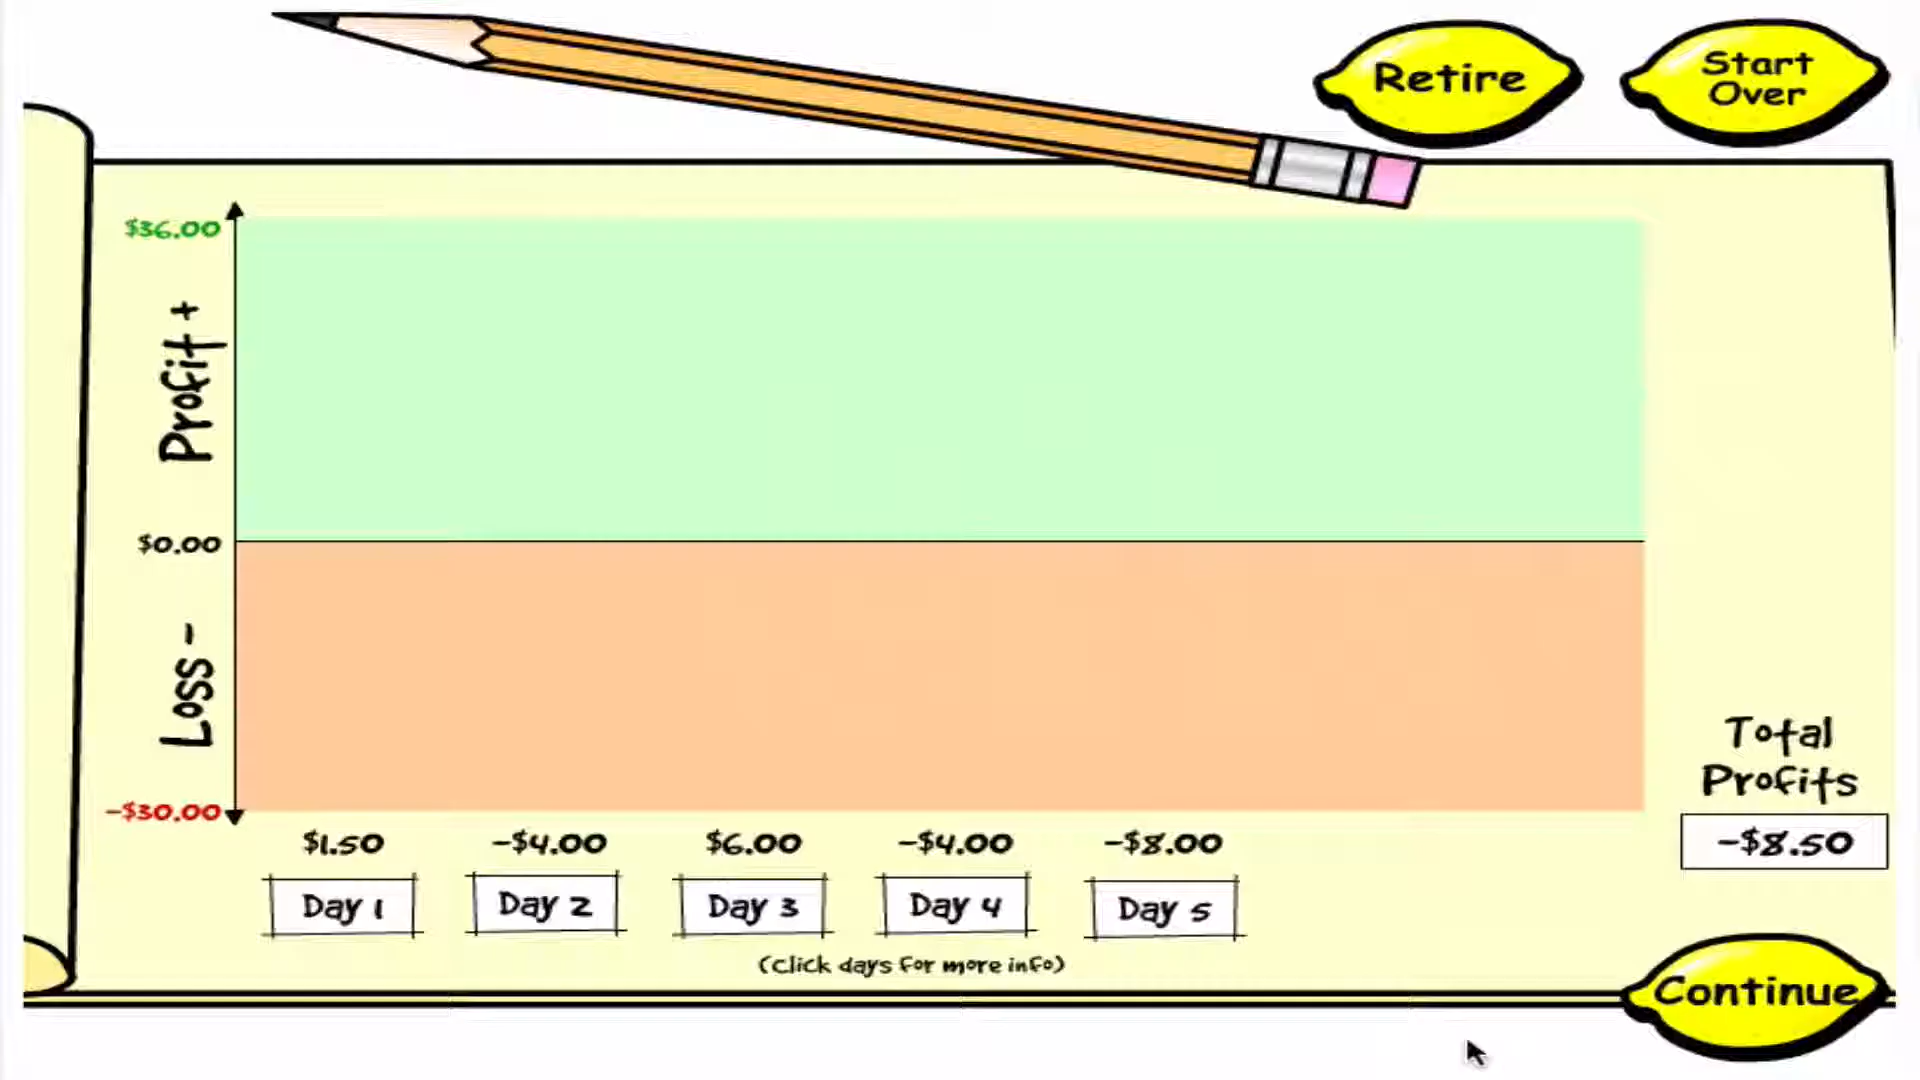 Retire
Start
Over
$36.00
Profit +
$0.00
Loss -
-$30.00
$1.50 -$4.00 $6.00 -$4.00 -$8.00
Day 1 Day 2 Day 3 Day 4 Day 5
(Click days for more info)
Total
Profits
-$8.50
Continue